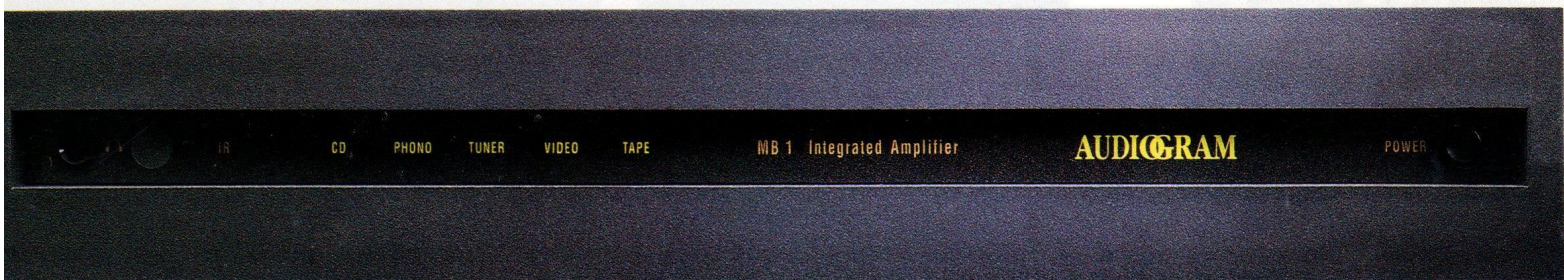 IR CD PHONO TUNER VIDEO TAPE MB 1 Integrated Amplifier AUDIOGRAM POWER